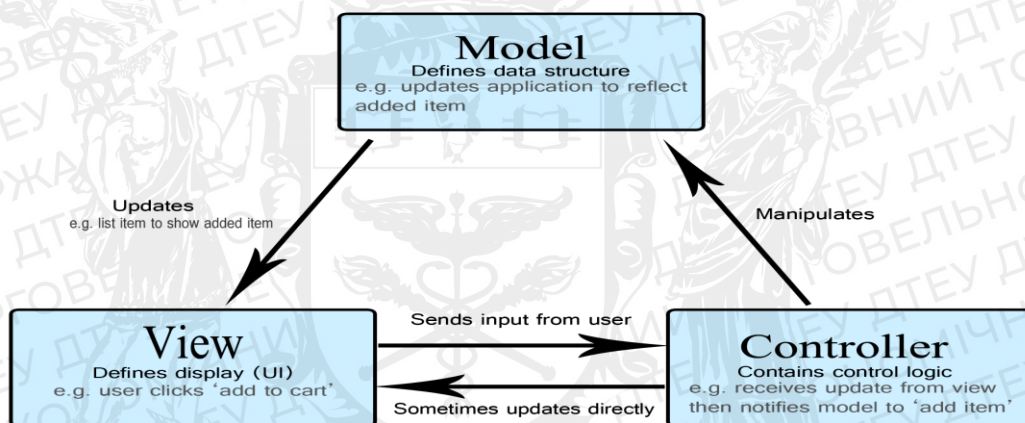 Model
Defines data structure
e.g. updates application to reflect
added item
Updates
e.g. list item to show added item
Manipulates
Sends input from user
View
Defines display (UI)
e.g. user clicks ‘add to cart’
Controller
Contains control logic
e.g. receives update from view
then notifies model to ‘add item’
Sometimes updates directly